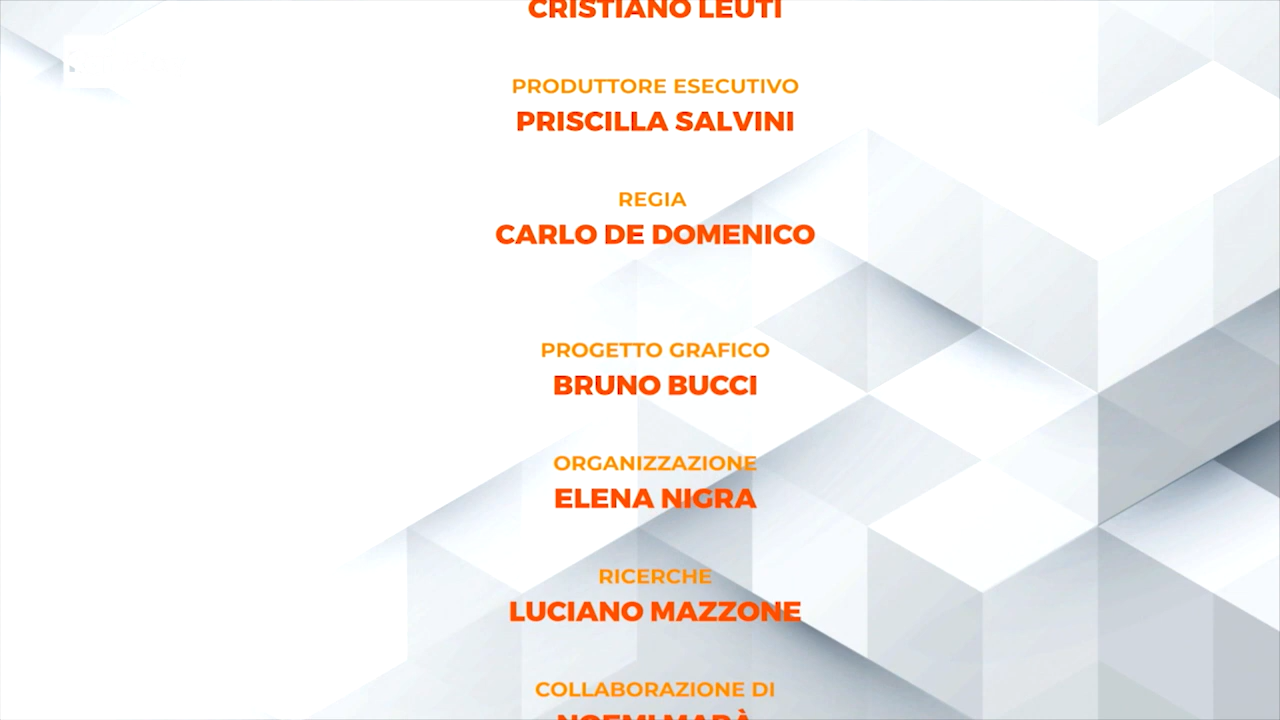 CRISTIANO LEUTI
PRODUTTORE ESECUTIVO
PRISCILLA SALVINI
REGIA
CARLO DE DOMENICO
PROGETTO GRAFICO
BRUNO BUCCI
ORGANIZZAZIONE
ELENA NIGRA
RICERCHE
LUCIANO MAZZONE
COLLABORAZIONE DI
NOEMI